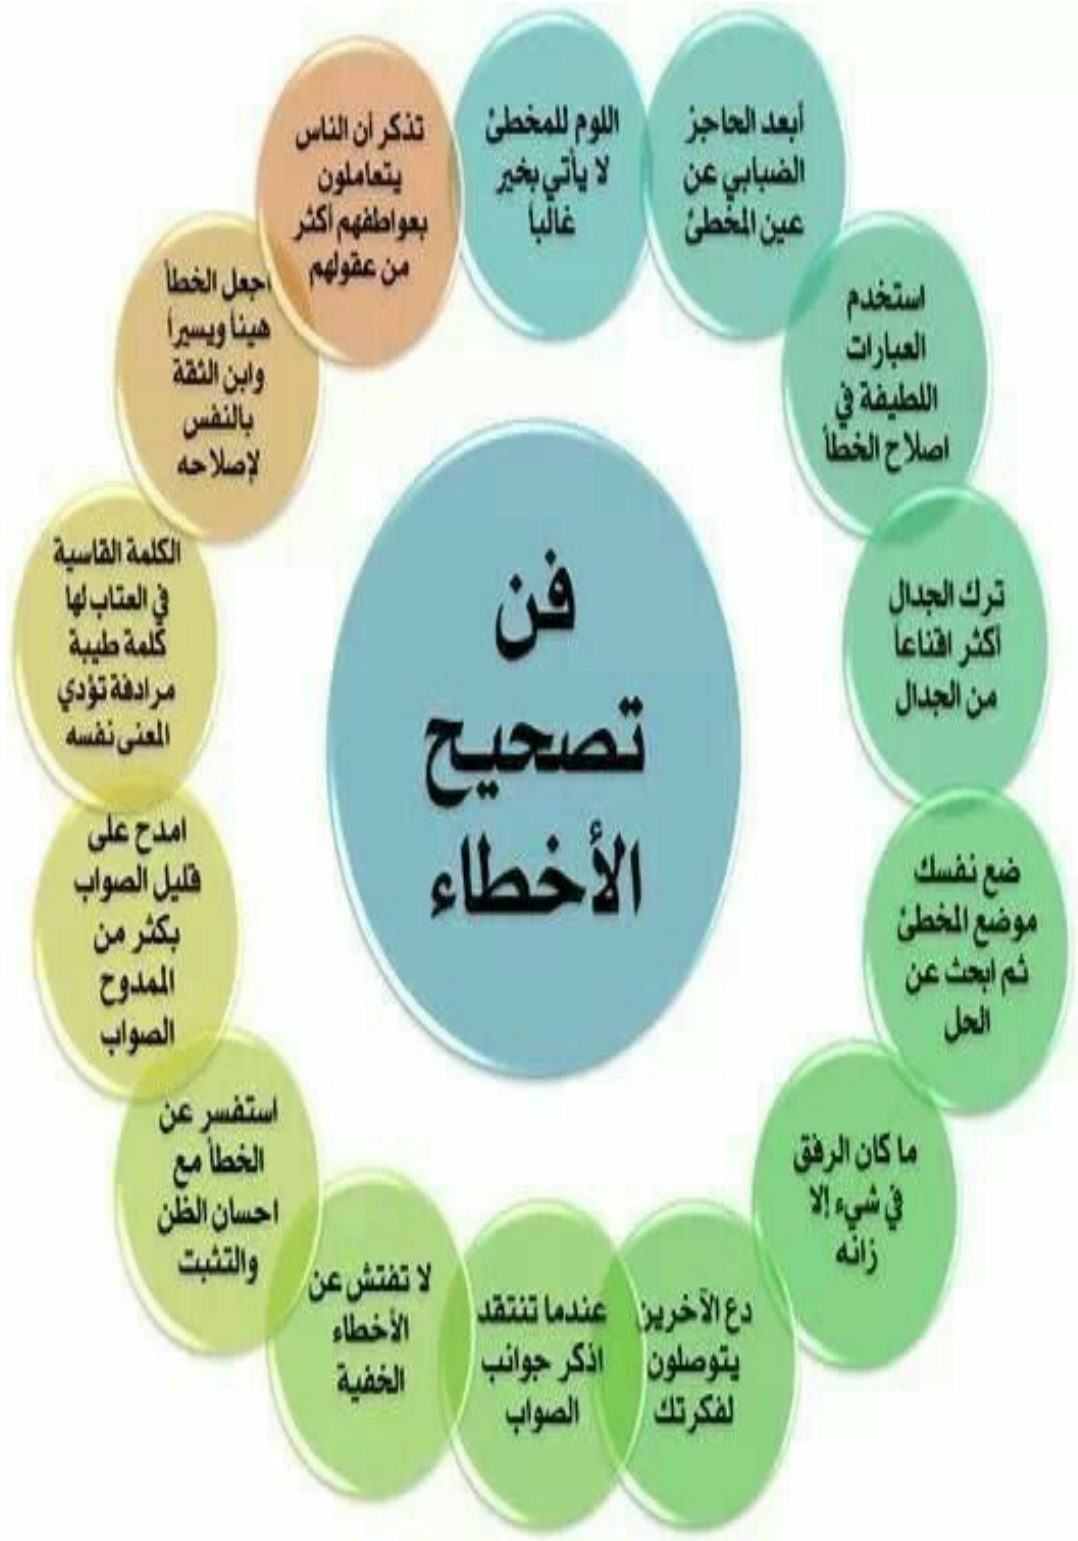 فن
تصحيح
الأخطاء
اللوم للمخطئ
لا يأتي بخير
غالباً
أبعد الحاجز
الضبابي عن
عين المخطئ
استخدم
العبارات
اللطيفة في
اصلاح الخطأ
ترك الجدال
أكثر اقناعاً
من الجدال
ضع نفسك
موضع المخطئ
ثم ابحث عن
الحل
ما كان الرفق
في شيء إلا
زانه
دع الآخرين
يتوصلون
لفكرتك
عندما تنتقد
اذكر جوانب
الصواب
لا تفتش عن
الأخطاء
الخفية
استفسر عن
الخطأ مع
احسان الظن
والتثبت
امدح على
قليل الصواب
يكثر من
الممدوح
الصواب
الكلمة القاسية
في العتاب لها
كلمة طيبة
مرادفة تؤدي
المعنى نفسه
اجعل الخطأ
هيناً ويسيراً
وابن الثقة
بالنفس
لإصلاحه
تذكر أن الناس
يتعاملون
بعواطفهم أكثر
من عقولهم